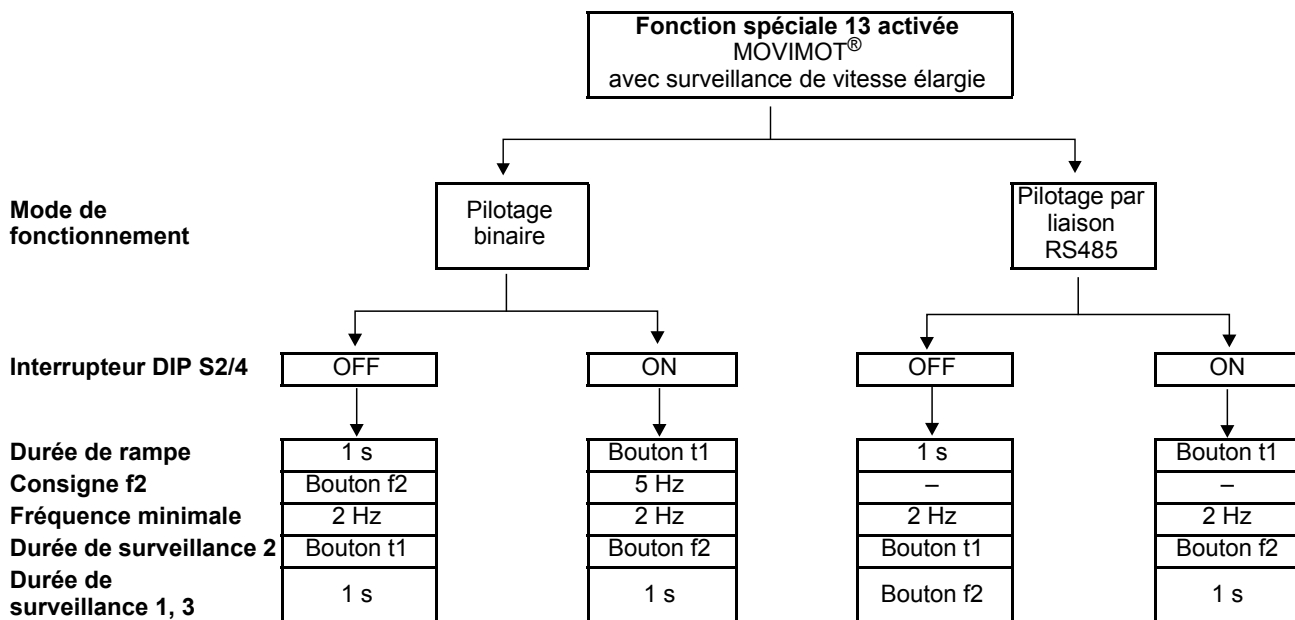 Fonction spéciale 13 activée
MOVIMOT®
avec surveillance de vitesse élargie
Mode de
fonctionnement
Pilotage
binaire
Pilotage par
liaison
RS485
Interrupteur DIP S2/4
OFF
ON
OFF
ON
Durée de rampe
1 s
Bouton t1
1 s
Bouton t1
Consigne f2
Bouton f2
5 Hz
–
–
Fréquence minimale
2 Hz
2 Hz
2 Hz
2 Hz
Durée de surveillance 2
Bouton t1
Bouton f2
Bouton t1
Bouton f2
Durée de
surveillance 1, 3
1 s
1 s
Bouton f2
1 s